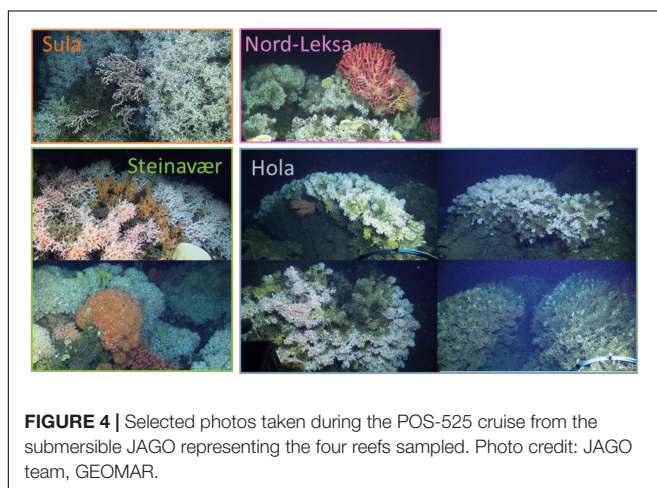 Sula
Nord-Leksa
Steinavær
Hola
FIGURE 4 | Selected photos taken during the POS-525 cruise from the
submersible JAGO representing the four reefs sampled. Photo credit: JAGO
team, GEOMAR.